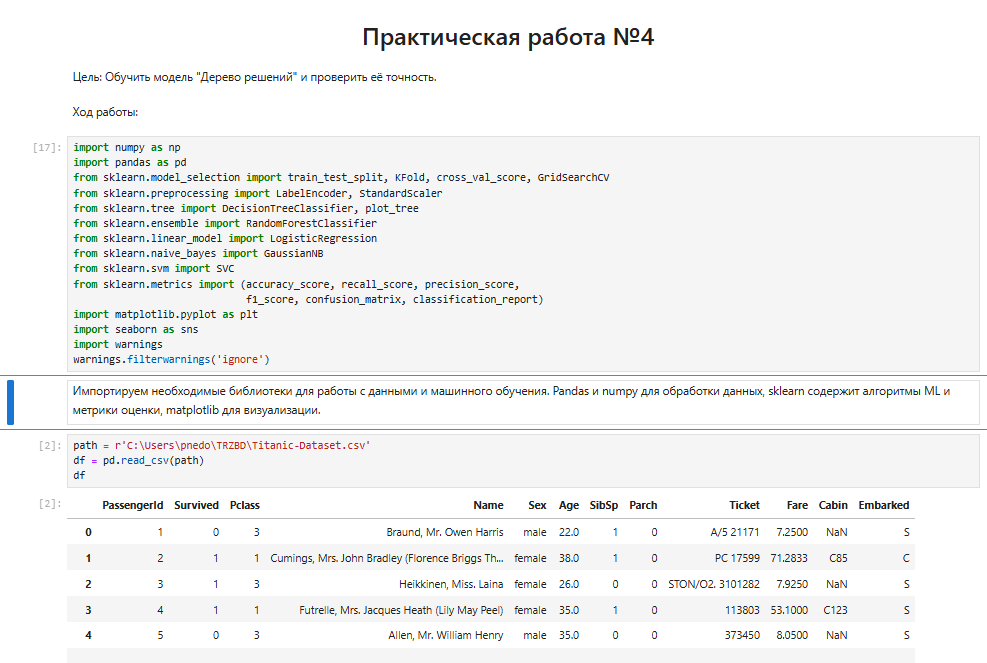 Практическая работа №4
Цель: Обучить модель "Дерево решений" и проверить её точность.
Ход работы:
[17]:
import numpy as np
import pandas as pd
from sklearn.model_selection import train_test_split, KFold, cross_val_score, GridSearchCV
from sklearn.preprocessing import LabelEncoder, StandardScaler
from sklearn.tree import DecisionTreeClassifier, plot_tree
from sklearn.ensemble import RandomForestClassifier
from sklearn.linear_model import LogisticRegression
from sklearn.naive_bayes import GaussianNB
from sklearn.svm import SVC
from sklearn.metrics import (accuracy_score, recall_score, precision_score,
f1_score, confusion_matrix, classification_report)
import matplotlib.pyplot as plt
import seaborn as sns
import warnings
warnings.filterwarnings('ignore')
Импортируем необходимые библиотеки для работы с данными и машинного обучения. Pandas и numpy для обработки данных, sklearn содержит алгоритмы ML и
метрики оценки, matplotlib для визуализации.
[2]:
path = r'C:\Users\pnedo\TRZBD\Titanic-Dataset.csv'
df = pd.read_csv(path)
df
[2]:
PassengerId Survived Pclass Name Sex Age SibSp Parch Ticket Fare Cabin Embarked
0 1 0 3 Braund, Mr. Owen Harris male 22.0 1 0 A/5 21171 7.2500 NaN S
1 2 1 1 Cumings, Mrs. John Bradley (Florence Briggs Th... female 38.0 1 0 PC 17599 71.2833 C85 C
2 3 1 3 Heikkinen, Miss. Laina female 26.0 0 0 STON/O2. 3101282 7.9250 NaN S
3 4 1 1 Futrelle, Mrs. Jacques Heath (Lily May Peel) female 35.0 1 0 113803 53.1000 C123 S
4 5 0 3 Allen, Mr. William Henry male 35.0 0 0 373450 8.0500 NaN S